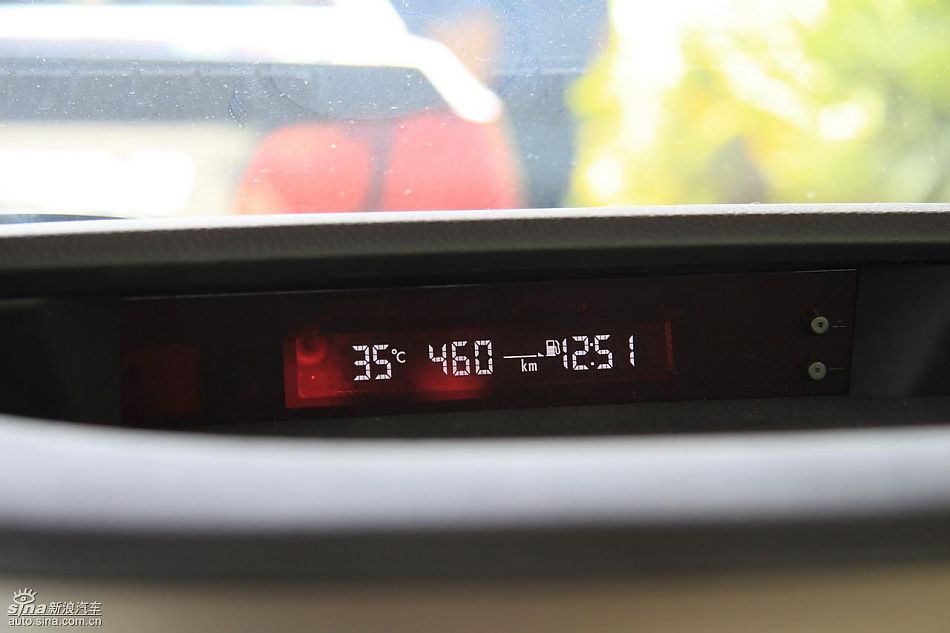 35°C 460 km 12:51
sina新浪汽车
auto.sina.com.cn